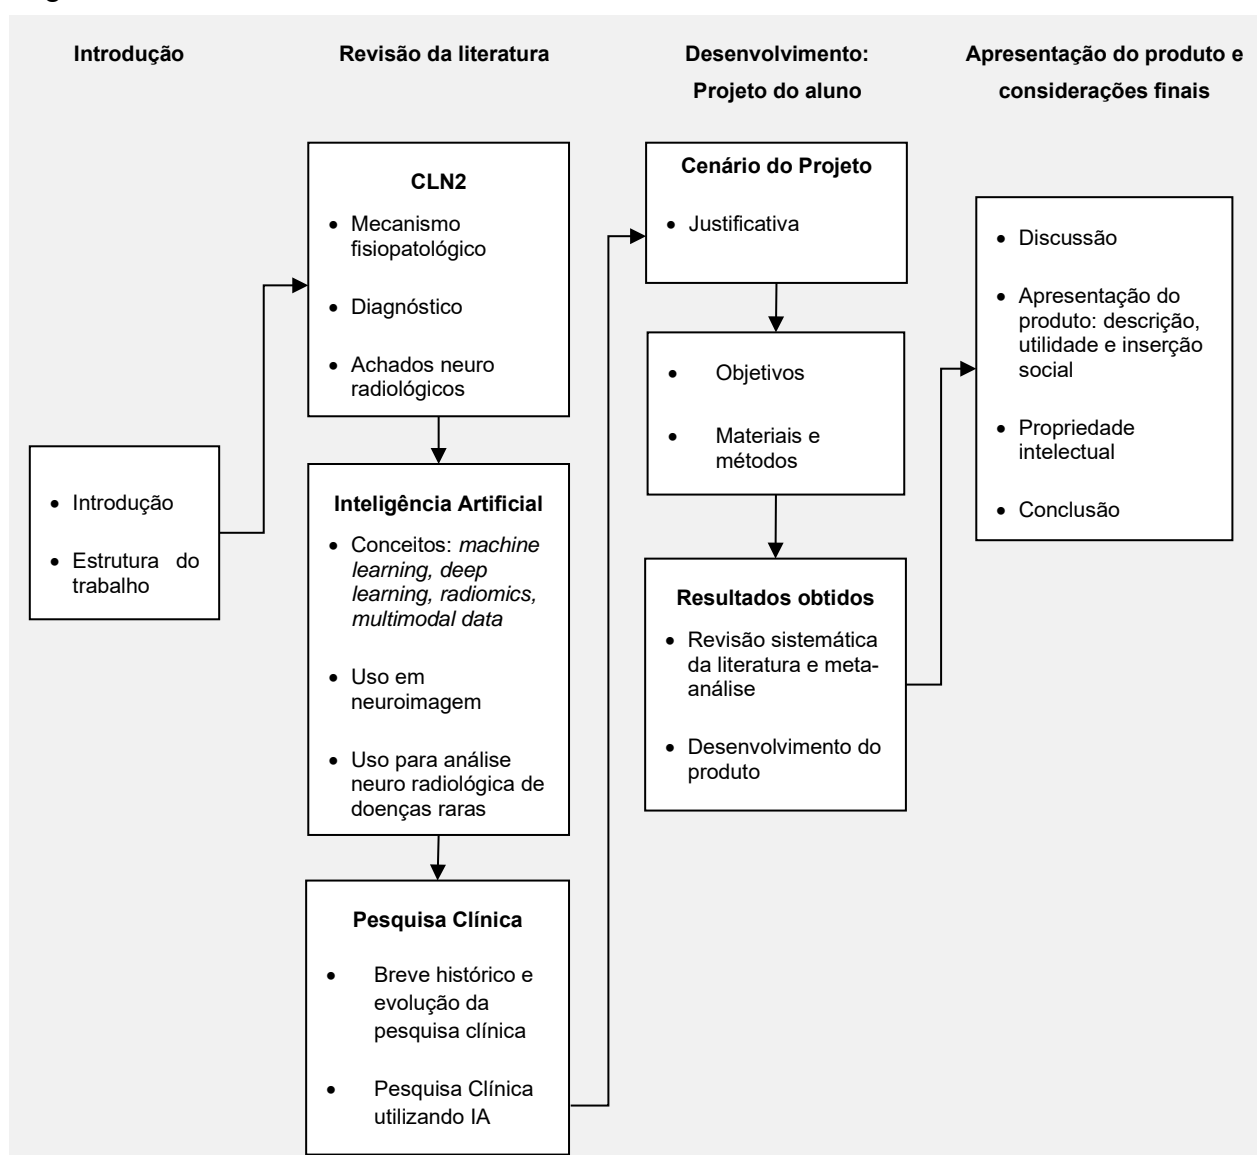 Introdução
Revisão da literatura
Desenvolvimento:
Projeto do aluno
Apresentação do produto e
considerações finais
• Introdução
• Estrutura do
trabalho
CLN2
• Mecanismo
fisiopatológico
• Diagnóstico
• Achados neuro
radiológicos
Inteligência Artificial
• Conceitos: machine
learning, deep
learning, radiomics,
multimodal data
• Uso em
neuroimagem
• Uso para análise
neuro radiológica de
doenças raras
Pesquisa Clínica
• Breve histórico e
evolução da
pesquisa clínica
• Pesquisa Clínica
utilizando IA
Cenário do Projeto
• Justificativa
• Objetivos
• Materiais e
métodos
Resultados obtidos
• Revisão sistemática
da literatura e meta-
análise
• Desenvolvimento do
produto
• Discussão
• Apresentação do
produto: descrição,
utilidade e inserção
social
• Propriedade
intelectual
• Conclusão